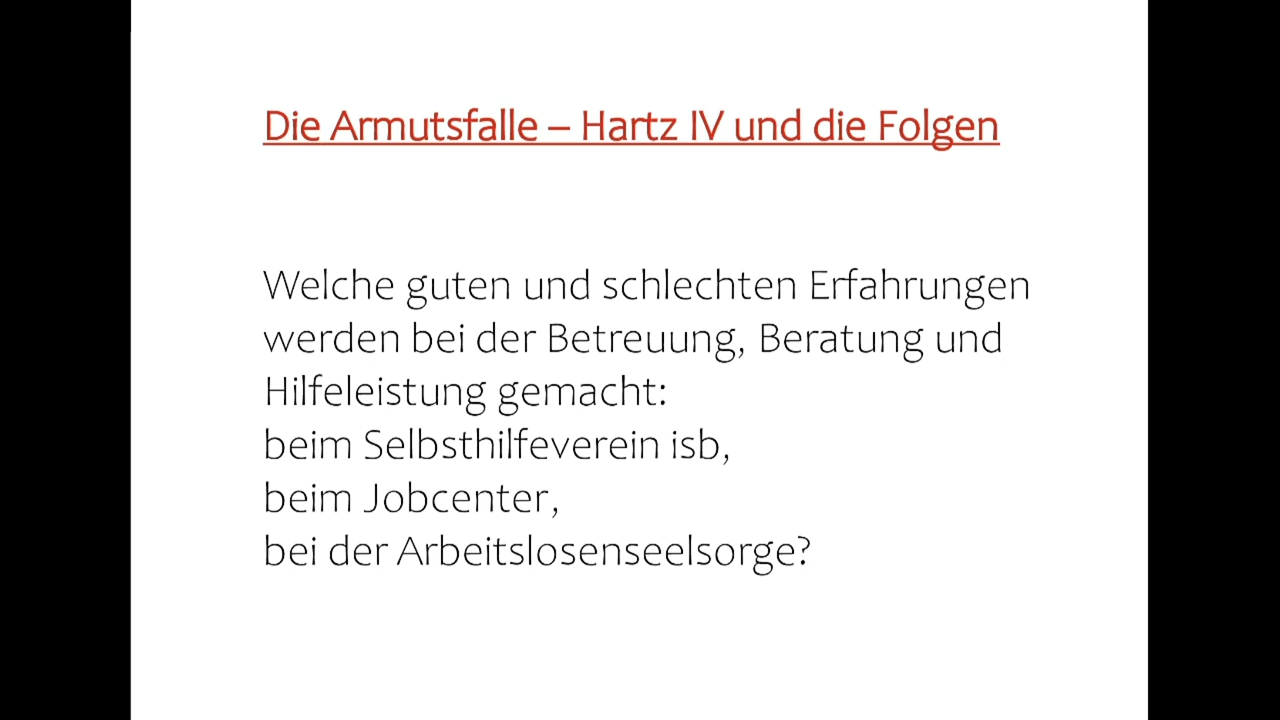 Die Armutsfalle – Hartz IV und die Folgen
Welche guten und schlechten Erfahrungen
werden bei der Betreuung, Beratung und
Hilfeleistung gemacht:
beim Selbsthilfeverein isb,
beim Jobcenter,
bei der Arbeitslosenseelsorge?